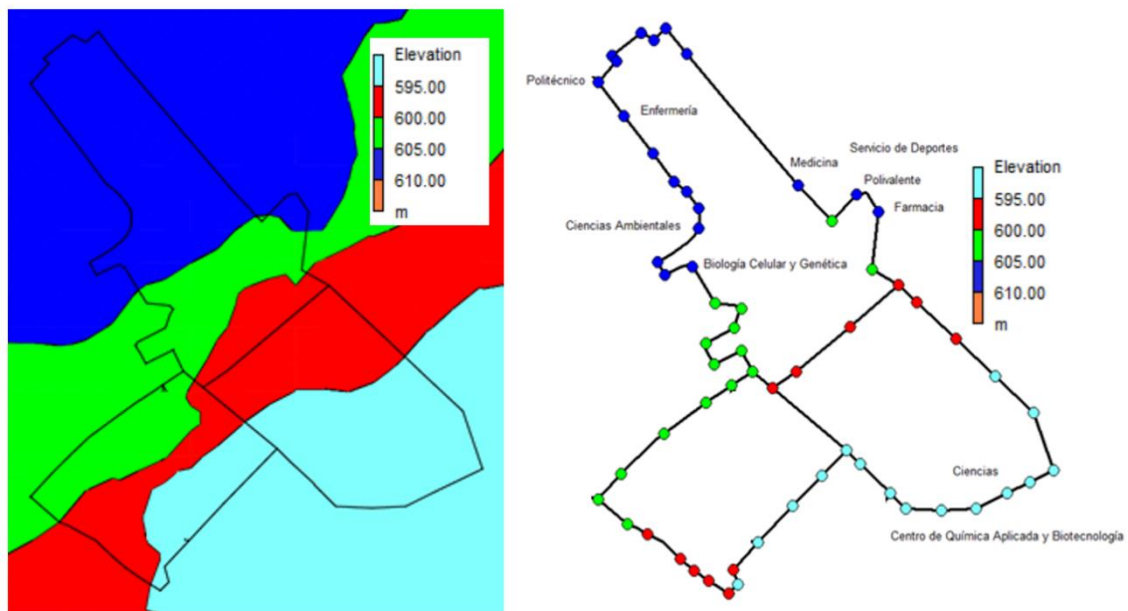 Elevation
595.00
600.00
605.00
610.00
m
Politécnico
Enfermería
Medicina
Servicio de Deportes
Polivalente
Farmacia
Ciencias Ambientales
Biología Celular y Genética
Elevation
595.00
600.00
605.00
610.00
m
Ciencias
Centro de Química Aplicada y Biotecnología